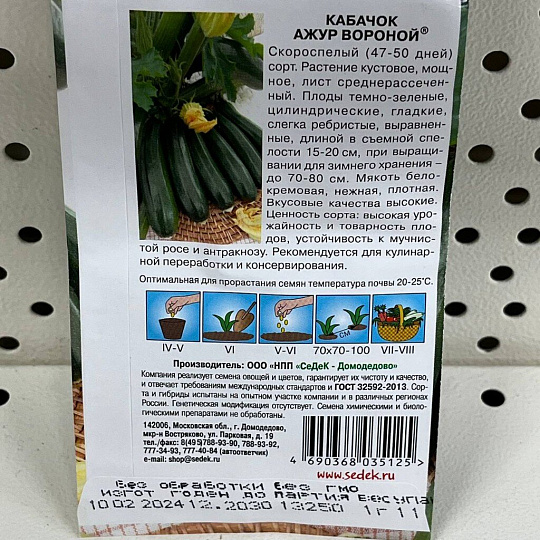 КАБАЧОК
АЖУР ВОРОНОЙ®
Скороспелый (47-50 дней)
сорт. Растение кустовое, мощ-
ное, лист среднерассечен-
ный. Плоды темно-зеленые,
цилиндрические, гладкие,
слегка ребристые, выравнен-
ные, длиной в съемной спе-
лости 15-20 см, при выращи-
вании для зимнего хранения –
до 70-80 см. Мякоть бело-
кремовая, нежная, плотная.
Вкусовые качества высокие.
Ценность сорта: высокая уро-
жайность и товарность пло-
дов, устойчивость к мучнис-
той росе и антракнозу. Рекомендуется для кулинар-
ной переработки и консервирования.
Оптимальная для прорастания семян температура почвы 20-25°С.
СМ
IV-V VI V-VI 70x70-100 VII-VIII
Производитель: ООО «НПП "СеДеК - Домодедово»
Компания реализует семена овощей и цветов, гарантирует их чистоту и качество,
и отвечает требованиям международных стандартов и ГОСТ 32592-2013. Сор-
та и гибриды испытаны на опытном участке компании и в различных регионах
России. Генетическая модификация отсутствует. Семена химическими и биоло-
гическими препаратами не обработаны.
142006, Московская обл., г. Домодедово,
мкр-н Востряково, ул. Парковая, д. 19
тел./факс: 8(495)788-93-90, 788-93-92,
777-34-93, 777-40-84 (автоответчик)
e-mail: shop@sedek.ru
4 690368 035125 >
www.sedek.ru
БЕЗ ОБРАБОТКИ БЕЗ ГМО
ИЗГОТ ГОДЕН ДО ПАРТИЯ ВЕС УПАК
10 02 2024 12.2030 13250 1г 11